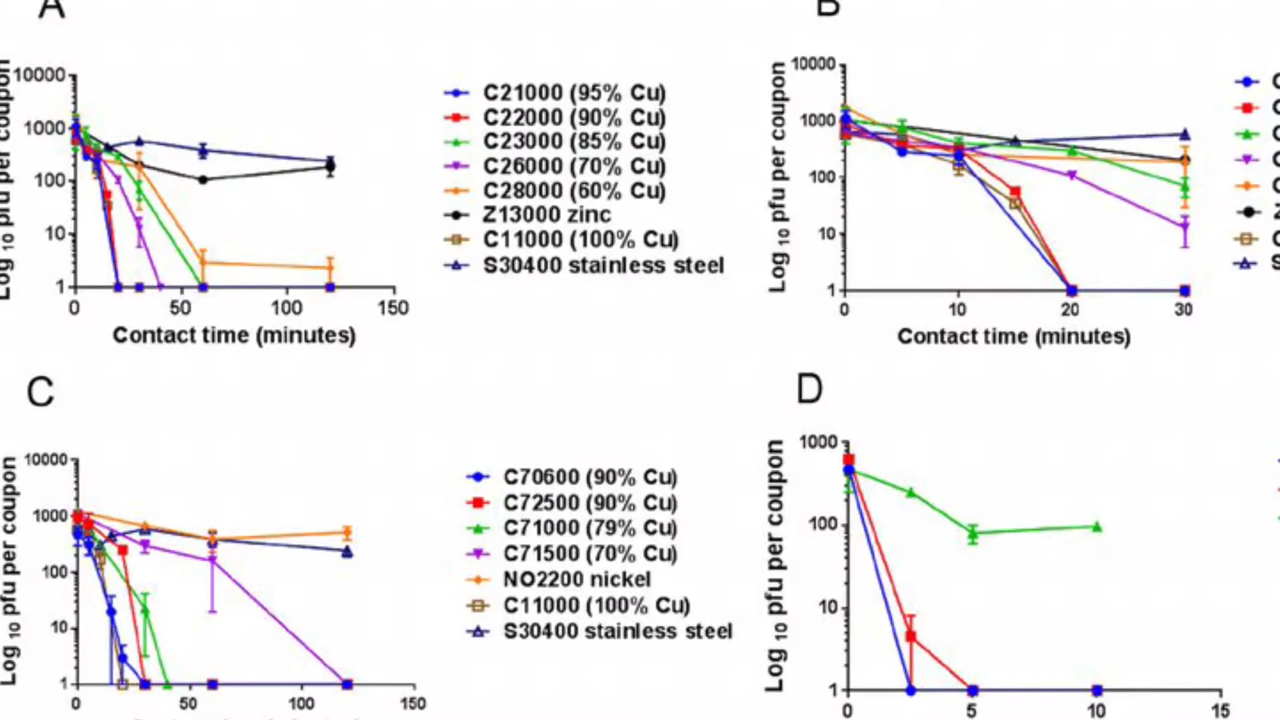 A
B
10000
1000
100
10
1
0
50
100
150
Log 10 pfu per coupon
Contact time (minutes)
C21000 (95% Cu)
C22000 (90% Cu)
C23000 (85% Cu)
C26000 (70% Cu)
C28000 (60% Cu)
Z13000 zinc
C11000 (100% Cu)
S30400 stainless steel
10000
1000
100
10
1
0
10
20
30
Log 10 pfu per coupon
Contact time (minutes)
C
D
10000
1000
100
10
1
0
50
100
150
Log 10 pfu per coupon
C70600 (90% Cu)
C72500 (90% Cu)
C71000 (79% Cu)
C71500 (70% Cu)
NO2200 nickel
C11000 (100% Cu)
S30400 stainless steel
1000
100
10
1
0
5
10
15
Log 10 pfu per coupon